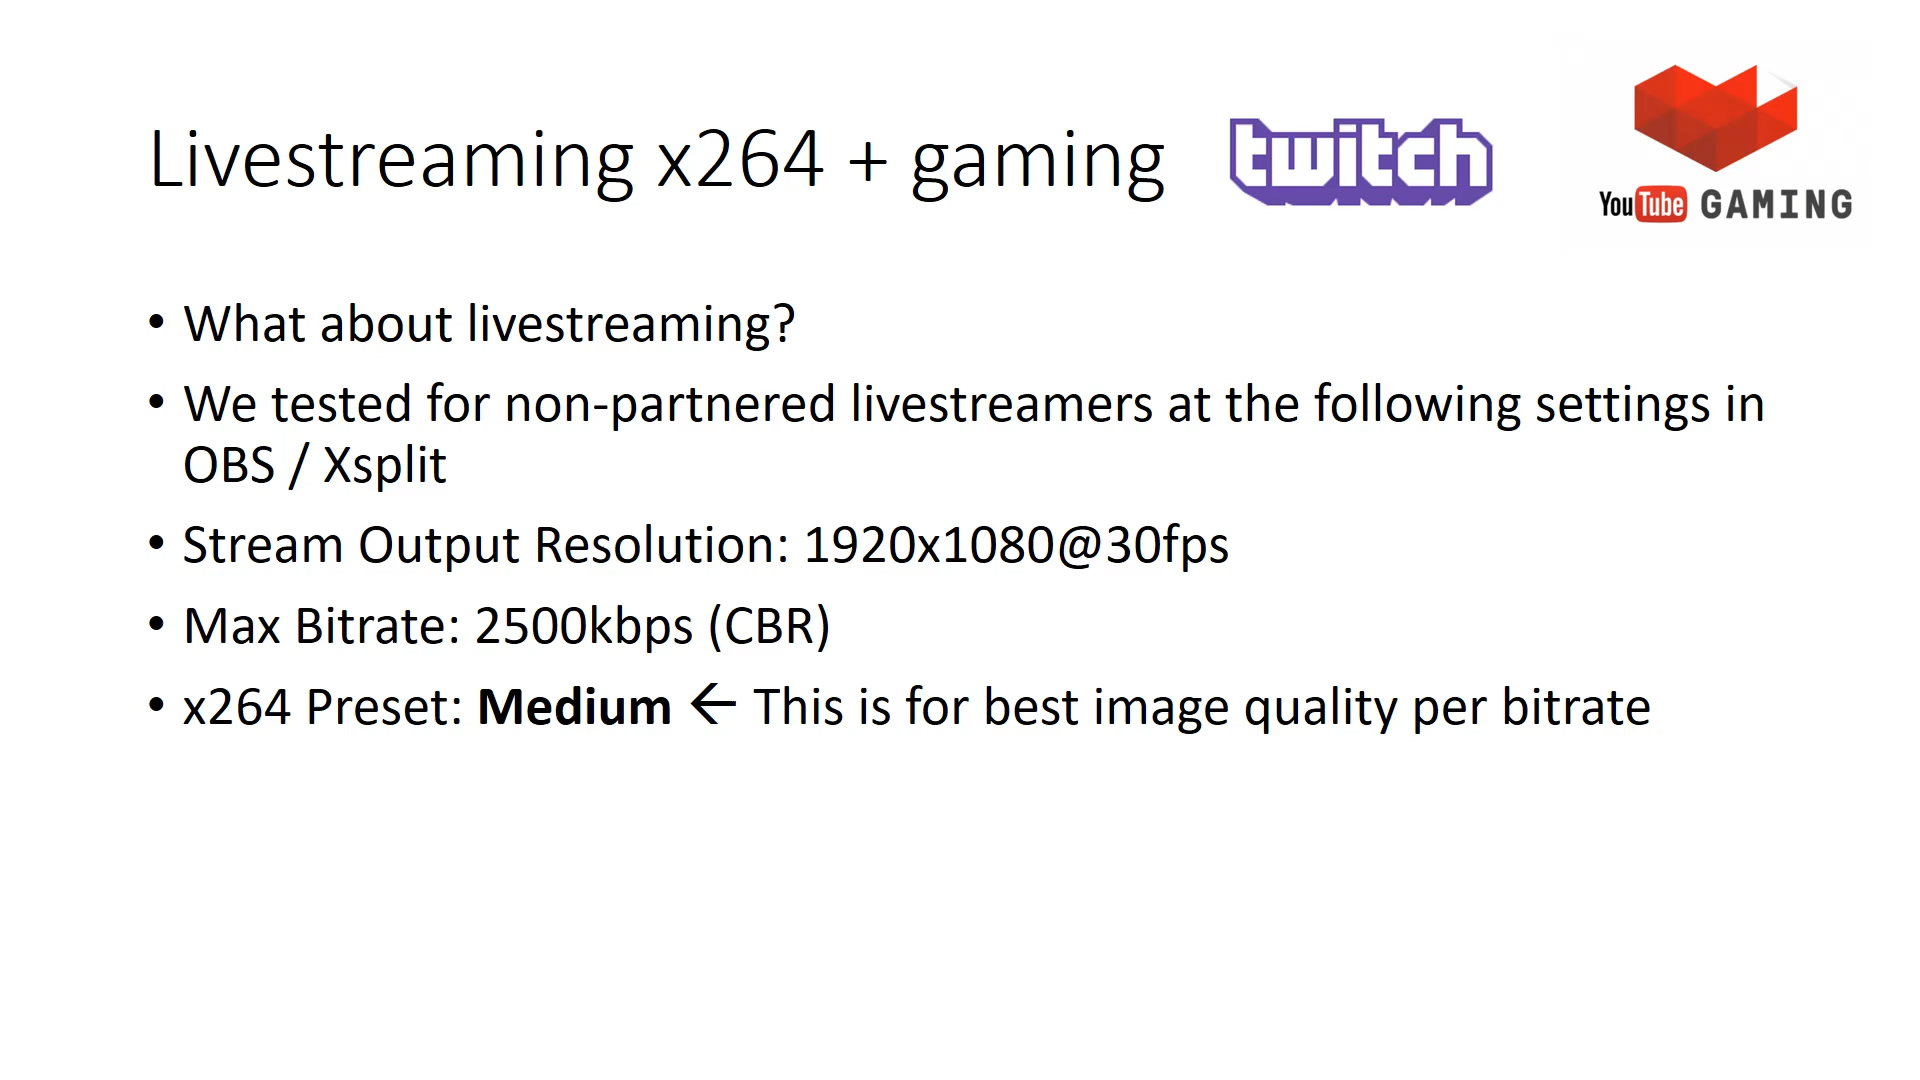 Livestreaming x264 + gaming
twitch
YouTube GAMING
• What about livestreaming?
• We tested for non-partnered livestreamers at the following settings in
OBS / Xsplit
• Stream Output Resolution: 1920x1080@30fps
• Max Bitrate: 2500kbps (CBR)
• x264 Preset: Medium ← This is for best image quality per bitrate